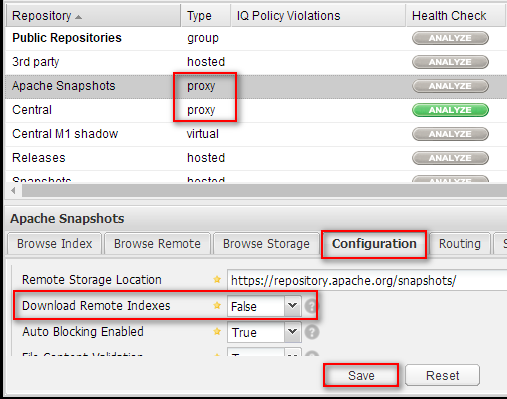 Repository Type IQ Policy Violations Health Check
Public Repositories group ANALYZE
3rd party hosted ANALYZE
Apache Snapshots proxy ANALYZE
Central proxy ANALYZE
Central M1 shadow virtual ANALYZE
Releases hosted ANALYZE
Snapshots hosted ANALYZE
Apache Snapshots
Browse Index Browse Remote Browse Storage Configuration Routing S
Remote Storage Location https://repository.apache.org/snapshots/
Download Remote Indexes False ?
Auto Blocking Enabled True ?
File Content Validation True
Save Reset